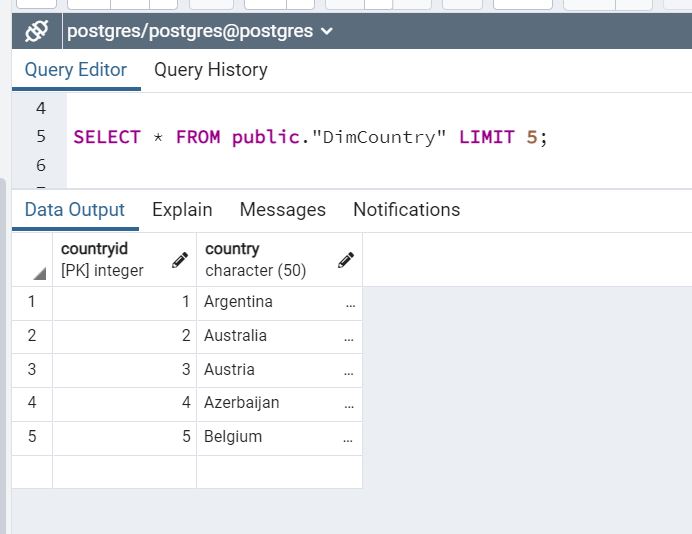 postgres/postgres@postgres
Query Editor Query History
4
5 SELECT * FROM public."DimCountry" LIMIT 5;
6
Data Output Explain Messages Notifications
countryid country
[PK] integer character (50)
1 1 Argentina ...
2 2 Australia ...
3 3 Austria ...
4 4 Azerbaijan ...
5 5 Belgium ...